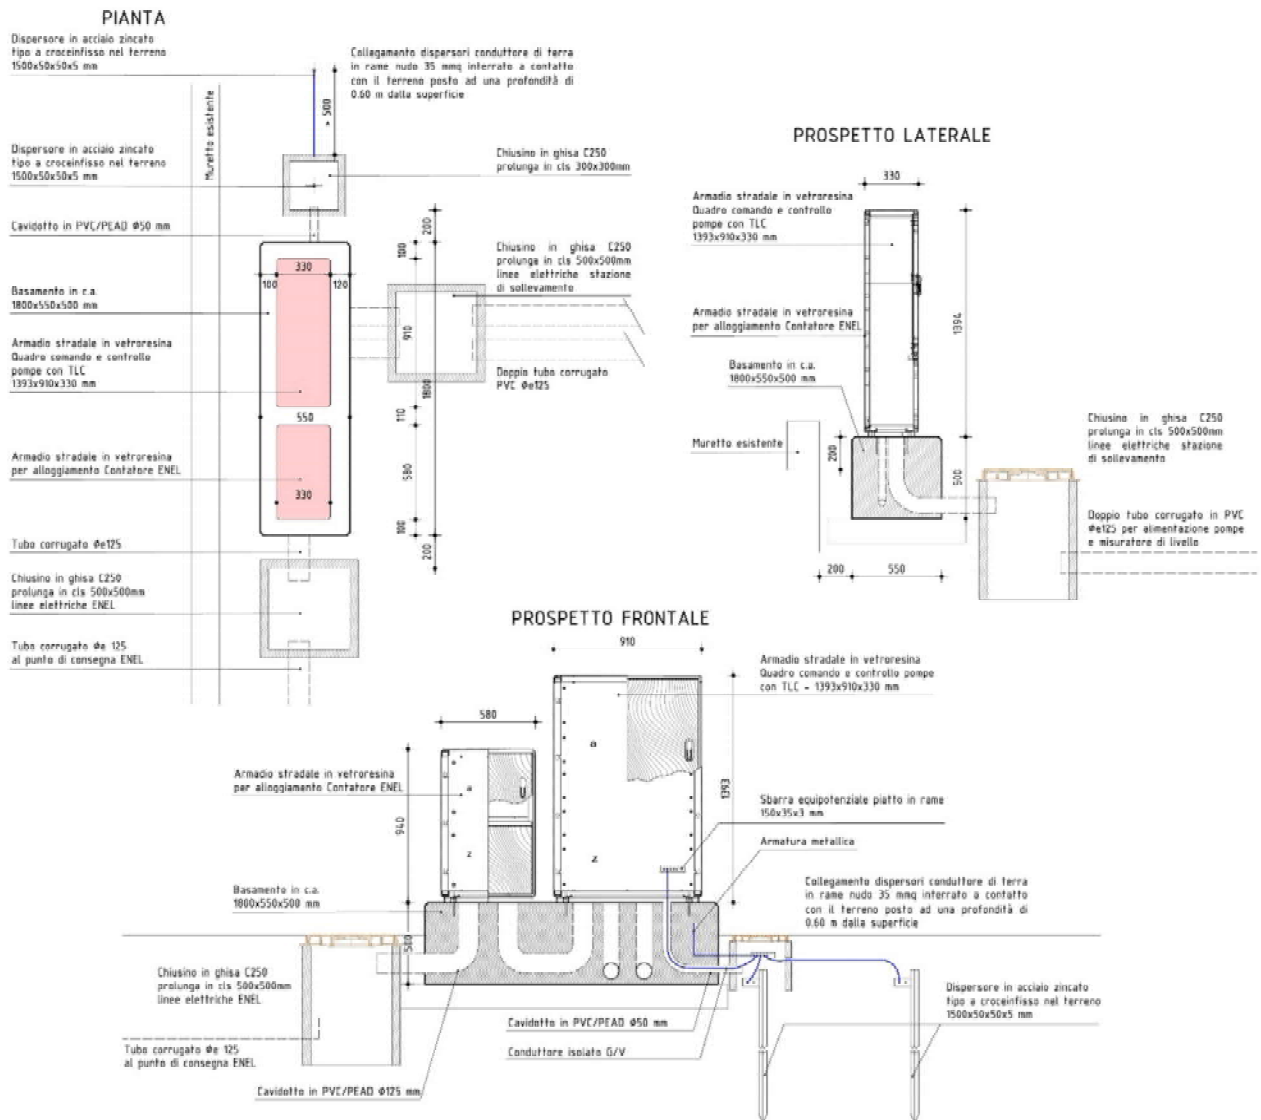 PIANTA
Dispersore in acciaio zincato
tipo a croceinfisso nel terreno
1500x50x50x5 mm
Collegamento dispersori conduttore di terra
in rame nudo 35 mmq interrato a contatto
con il terreno posto ad una profondità di
0.60 m dalla superficie
> 500
Muretto esistente
Dispersore in acciaio zincato
tipo a croceinfisso nel terreno
1500x50x50x5 mm
Chiusino in ghisa C250
prolunga in cls 300x300mm
Cavidotto in PVC/PEAD Φ50 mm
200
100
330
100
120
Chiusino in ghisa C250
prolunga in cls 500x500mm
linee elettriche stazione
di sollevamento
Basamento in c.a.
1800x550x500 mm
910
Armadio stradale in vetroresina
Quadro comando e controllo
pompe con TLC
1393x910x330 mm
Doppio tubo corrugato
PVC Φe125
1800
110
550
Armadio stradale in vetroresina
per alloggiamento Contatore ENEL
580
330
100
200
Tubo corrugato Φe125
Chiusino in ghisa C250
prolunga in cls 500x500mm
linee elettriche ENEL
Tubo corrugato Φe 125
al punto di consegna ENEL
PROSPETTO LATERALE
330
Armadio stradale in vetroresina
Quadro comando e controllo
pompe con TLC
1393x910x330 mm
1394
Armadio stradale in vetroresina
per alloggiamento Contatore ENEL
Basamento in c.a.
1800x550x500 mm
Muretto esistente
200
500
Chiusino in ghisa C250
prolunga in cls 500x500mm
linee elettriche stazione
di sollevamento
Doppio tubo corrugato in PVC
Φe125 per alimentazione pompe
e misuratore di livello
200
550
PROSPETTO FRONTALE
910
Armadio stradale in vetroresina
Quadro comando e controllo pompe
con TLC - 1393x910x330 mm
580
a
Armadio stradale in vetroresina
per alloggiamento Contatore ENEL
a
1393
Sbarra equipotenziale piatto in rame
150x35x3 mm
940
z
z
Armatura metallica
Basamento in c.a.
1800x550x500 mm
Collegamento dispersori conduttore di terra
in rame nudo 35 mmq interrato a contatto
con il terreno posto ad una profondità di
0.60 m dalla superficie
Chiusino in ghisa C250
prolunga in cls 500x500mm
linee elettriche ENEL
Dispersore in acciaio zincato
tipo a croceinfisso nel terreno
1500x50x50x5 mm
Cavidotto in PVC/PEAD Φ50 mm
Tubo corrugato Φe 125
al punto di consegna ENEL
Conduttore isolato G/V
Cavidotto in PVC/PEAD Φ125 mm